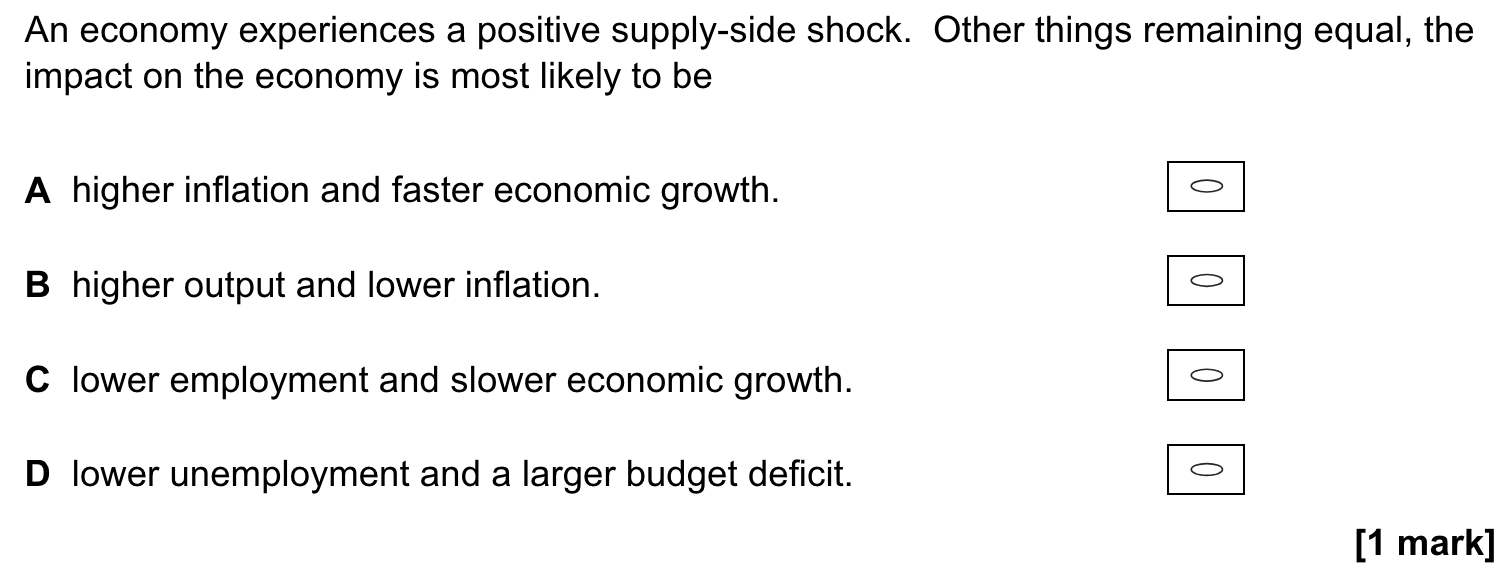 An economy experiences a positive supply-side shock.  Other things remaining equal, the
impact on the economy is most likely to be
A higher inflation and faster economic growth.
B higher output and lower inflation.
C lower employment and slower economic growth.
D lower unemployment and a larger budget deficit.
[1 mark]